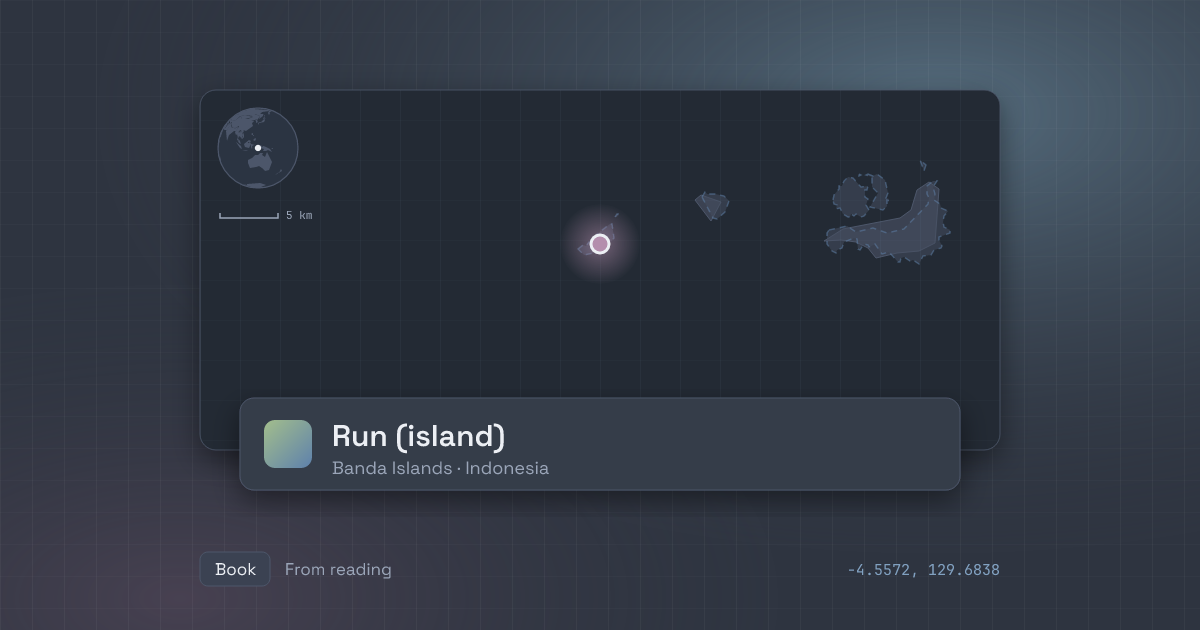 5 km
Run (island)
Banda Islands · Indonesia
Book
From reading
-4.5572, 129.6838